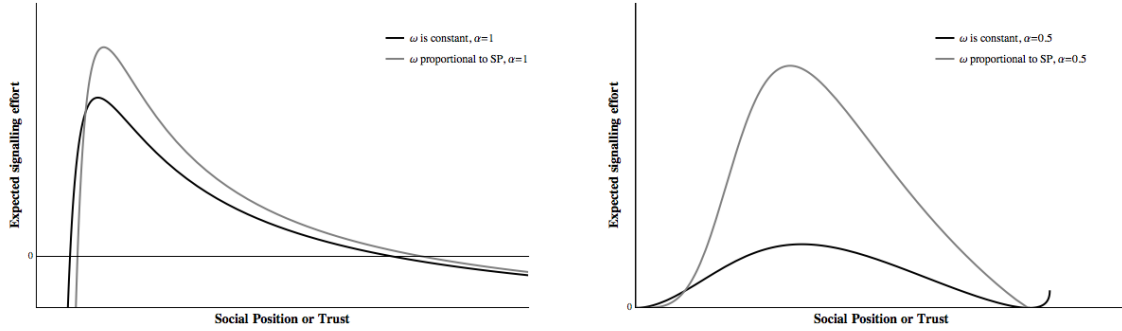 Expected signalling effort
0
ω is constant, α=1
ω proportional to SP, α=1
Social Position or Trust
Expected signalling effort
0
ω is constant, α=0.5
ω proportional to SP, α=0.5
Social Position or Trust